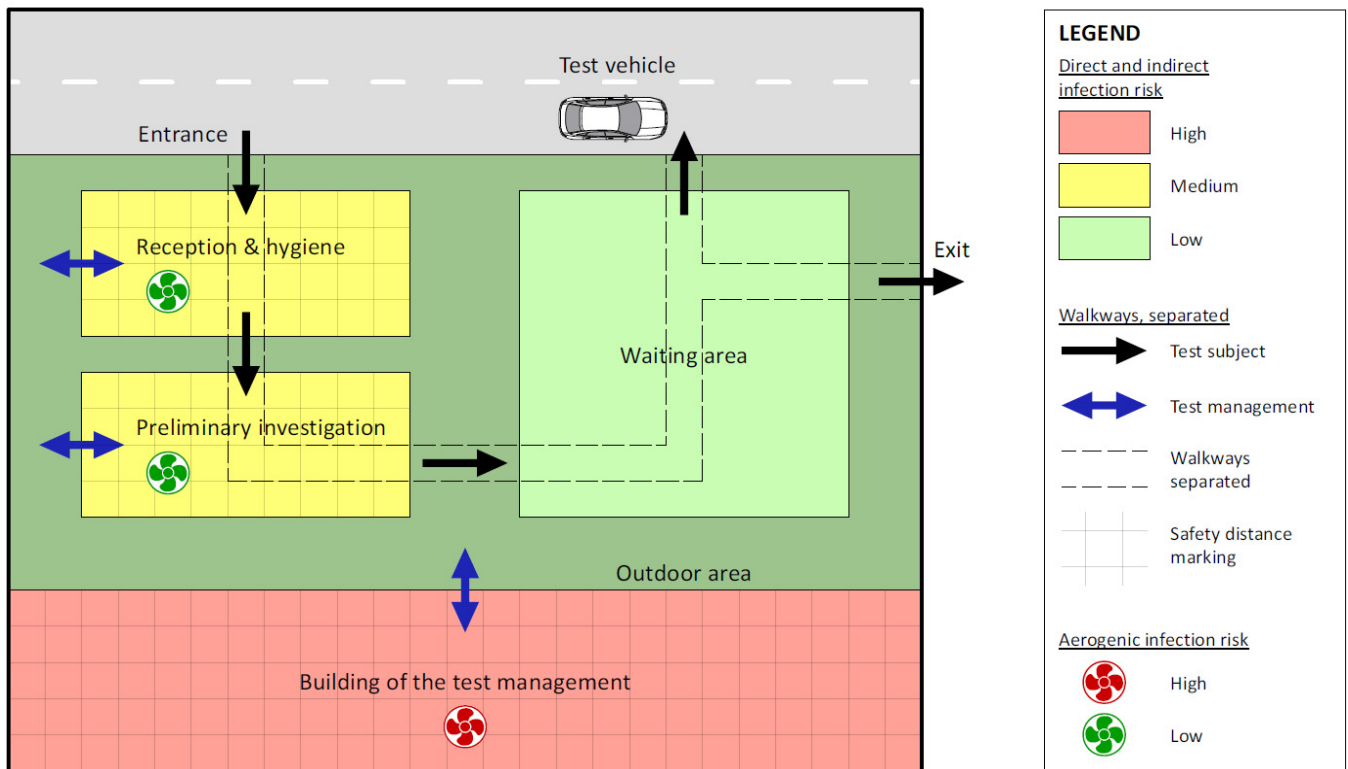 Test vehicle
Entrance
Reception & hygiene
Exit
Waiting area
Preliminary investigation
Outdoor area
Building of the test management
LEGEND
Direct and indirect
infection risk
High
Medium
Low
Walkways, separated
Test subject
Test management
Walkways
separated
Safety distance
marking
Aerogenic infection risk
High
Low